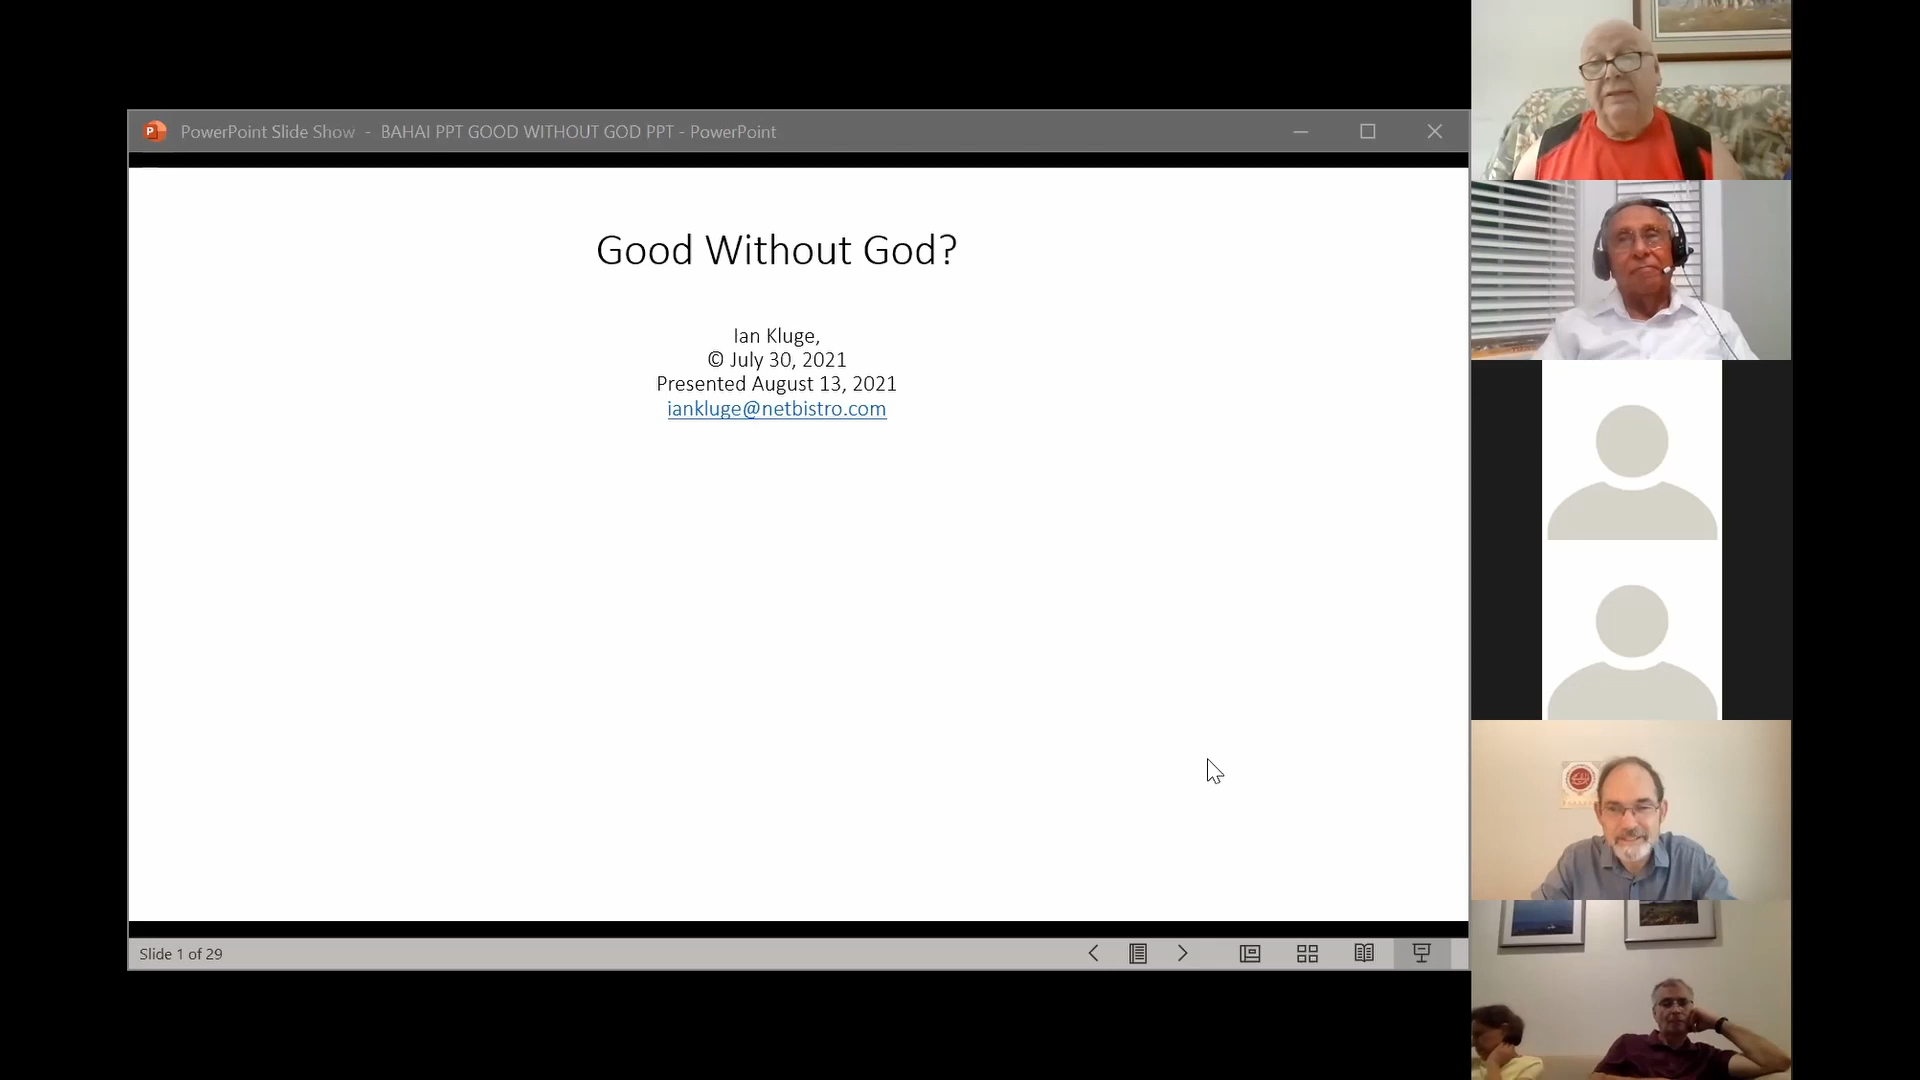 PowerPoint Slide Show - BAHAI PPT GOOD WITHOUT GOD PPT - PowerPoint
Good Without God?
Ian Kluge,
© July 30, 2021
Presented August 13, 2021
iankluge@netbistro.com
Slide 1 of 29